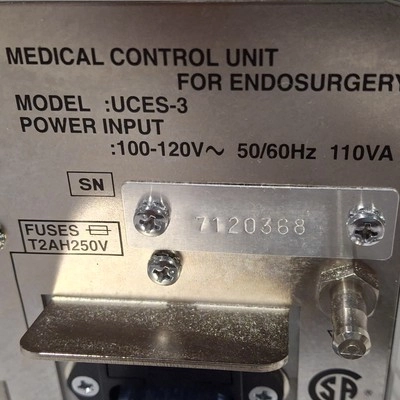 MEDICAL CONTROL UNIT
FOR ENDOSURGERY
MODEL :UCES-3
POWER INPUT
:100-120V～ 50/60Hz 110VA
SN
7120368
FUSES
T2AH250V
SA